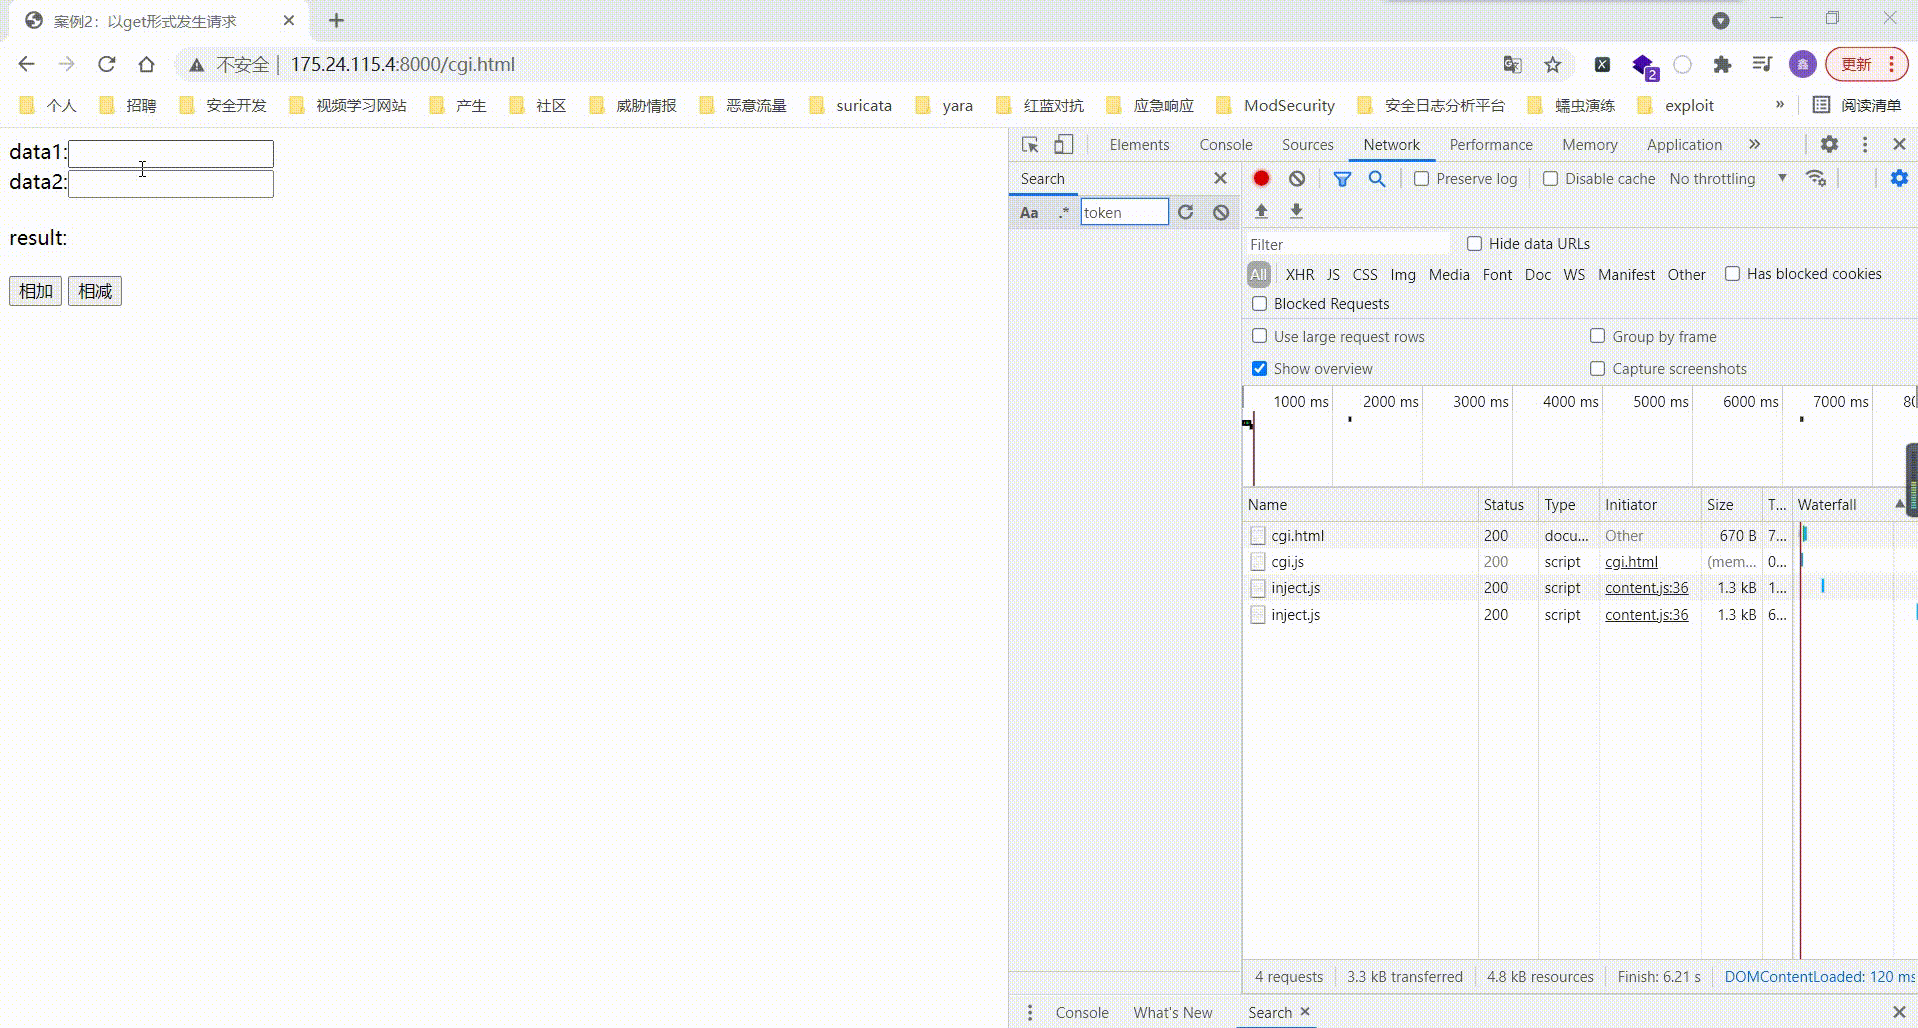 案例2：以get形式发生请求
不安全 | 175.24.115.4:8000/cgi.html
鑫
更新
2
个人 招聘 安全开发 视频学习网站 产生 社区 威胁情报 恶意流量 suricata yara 红蓝对抗 应急响应 ModSecurity 安全日志分析平台 蠕虫演练 exploit » 阅读清单
data1:
data2:
result:
相加 相减
Elements Console Sources Network Performance Memory Application »
Search
Aa .* token
Preserve log Disable cache No throttling
Filter Hide data URLs
All XHR JS CSS Img Media Font Doc WS Manifest Other Has blocked cookies
Blocked Requests
Use large request rows Group by frame
Show overview Capture screenshots
1000 ms 2000 ms 3000 ms 4000 ms 5000 ms 6000 ms 7000 ms 80
Name Status Type Initiator Size T... Waterfall
cgi.html 200 docu... Other 670 B 7...
cgi.js 200 script cgi.html (mem... 0...
inject.js 200 script content.js:36 1.3 kB 1...
inject.js 200 script content.js:36 1.3 kB 6...
4 requests 3.3 kB transferred 4.8 kB resources Finish: 6.21 s DOMContentLoaded: 120 ms
Console What's New Search